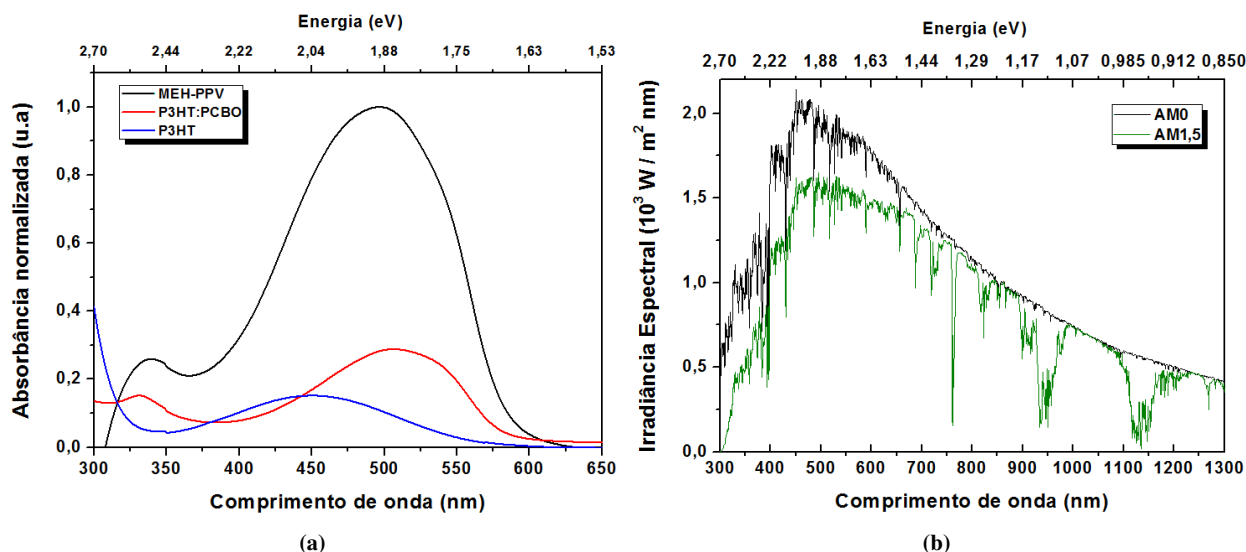 Energia (eV)
2,70 2,44 2,22 2,04 1,88 1,75 1,63 1,53
MEH-PPV
P3HT:PCBO
P3HT
Absorbância normalizada (u.a)
1,0
0,8
0,6
0,4
0,2
0,0
300 350 400 450 500 550 600 650
Comprimento de onda (nm)
(a)
Energia (eV)
2,70 2,22 1,88 1,63 1,44 1,29 1,17 1,07 0,985 0,912 0,850
AM0
AM1,5
Irradiância Espectral (10³ W / m² nm)
2,0
1,5
1,0
0,5
0,0
300 400 500 600 700 800 900 1000 1100 1200 1300
Comprimento de onda (nm)
(b)